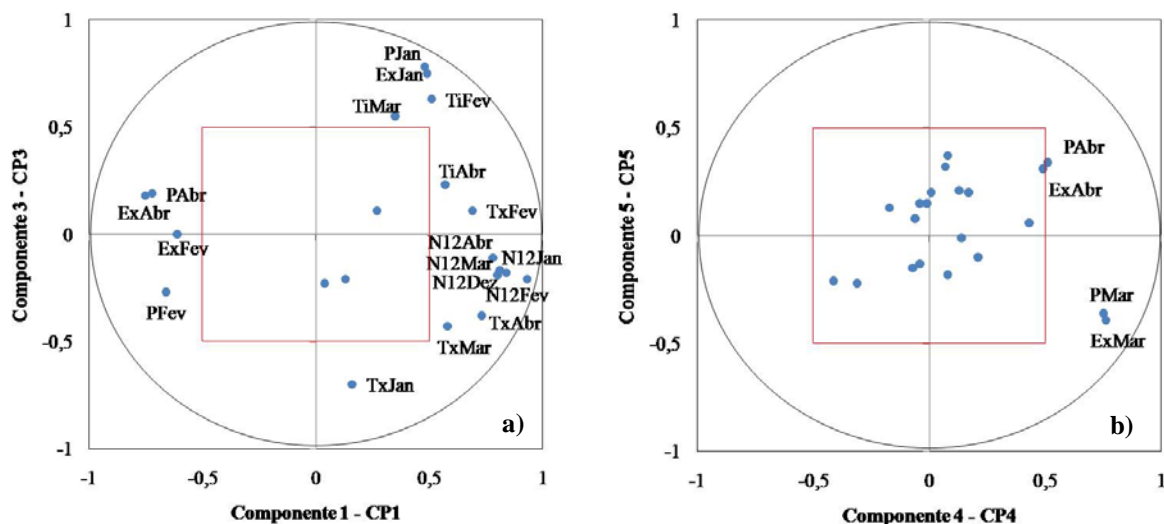 1
PJan
ExJan
TiMar
TiFev
0,5
TiAbr
PAbr
TxFev
ExAbr
0
ExFev
N12Abr
N12Mar
N12Jan
N12Dez
N12Fev
PFev
TxAbr
TxMar
-0,5
TxJan
a)
-1
-1
-0,5
0
0,5
1
Componente 3 - CP3
Componente 1 - CP1
1
0,5
PAbr
ExAbr
0
PMar
ExMar
-0,5
b)
-1
-1
-0,5
0
0,5
1
Componente 5 - CP5
Componente 4 - CP4